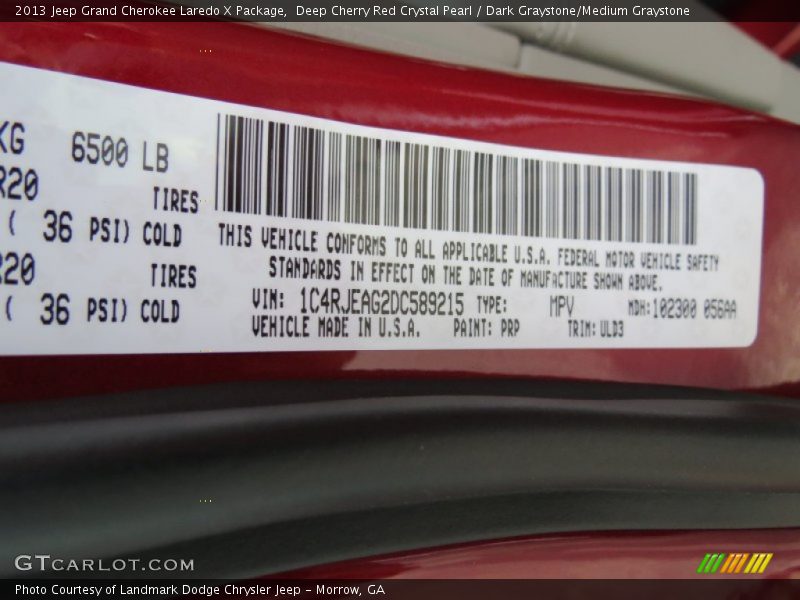 2013 Jeep Grand Cherokee Laredo X Package, Deep Cherry Red Crystal Pearl / Dark Graystone/Medium Graystone
KG 6500 LB
R20 TIRES
( 36 PSI) COLD
R20 TIRES
( 36 PSI) COLD
THIS VEHICLE CONFORMS TO ALL APPLICABLE U.S.A. FEDERAL MOTOR VEHICLE SAFETY
STANDARDS IN EFFECT ON THE DATE OF MANUFACTURE SHOWN ABOVE.
VIN: 1C4RJEAG2DC589215 TYPE: MPV MDH:102300 056AA
VEHICLE MADE IN U.S.A. PAINT: PRP TRIM: ULD3
GTCARLOT.COM
Photo Courtesy of Landmark Dodge Chrysler Jeep - Morrow, GA